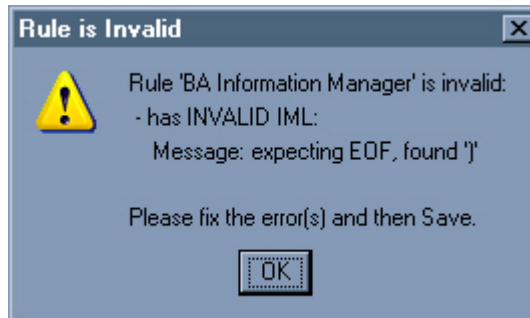 Rule is Invalid
Rule 'BA Information Manager' is invalid:
- has INVALID IML:
Message: expecting EOF, found ')'
Please fix the error(s) and then Save.
OK